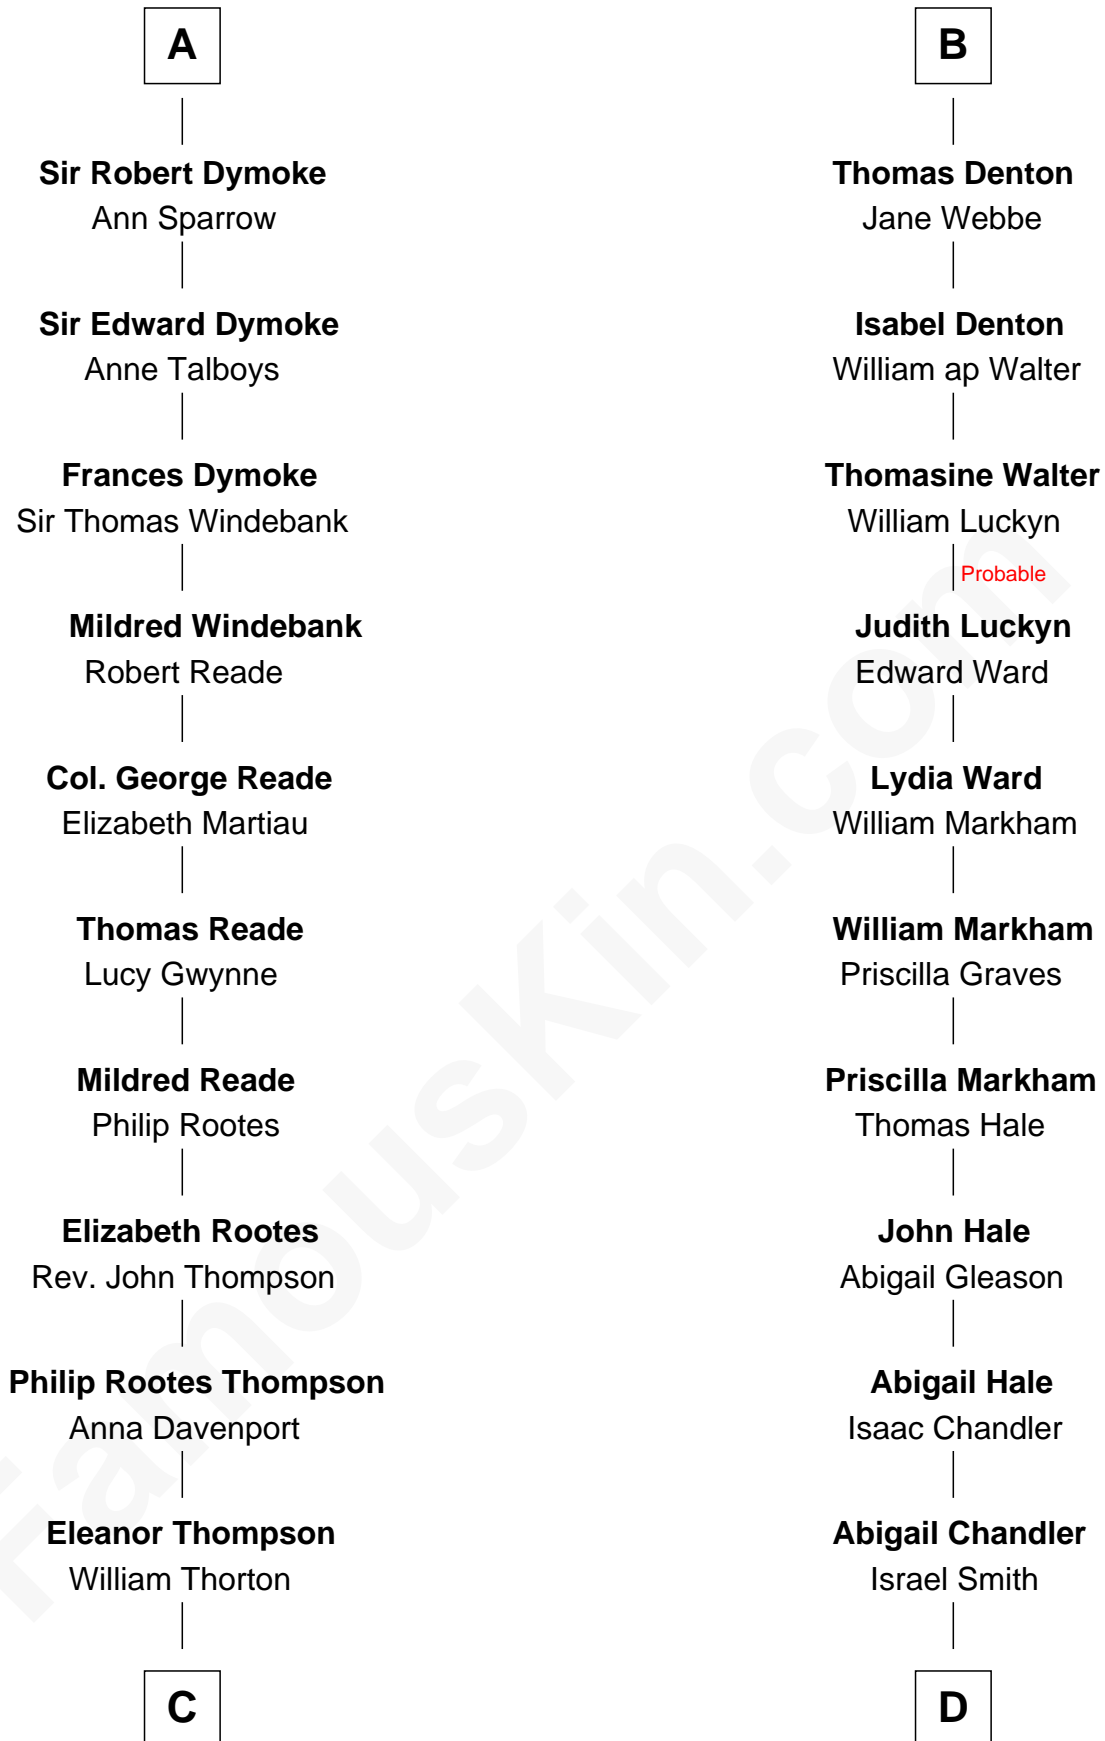 A
Sir Robert Dymoke
Ann Sparrow
Sir Edward Dymoke
Anne Talboys
Frances Dymoke
Sir Thomas Windebank
Mildred Windebank
Robert Reade
Col. George Reade
Elizabeth Martiau
Thomas Reade
Lucy Gwynne
Mildred Reade
Philip Rootes
Elizabeth Rootes
Rev. John Thompson
Philip Rootes Thompson
Anna Davenport
Eleanor Thompson
William Thorton
C
B
Thomas Denton
Jane Webbe
Isabel Denton
William ap Walter
Thomasine Walter
William Luckyn
Probable
Judith Luckyn
Edward Ward
Lydia Ward
William Markham
William Markham
Priscilla Graves
Priscilla Markham
Thomas Hale
John Hale
Abigail Gleason
Abigail Hale
Isaac Chandler
Abigail Chandler
Israel Smith
D
FamousKin.com